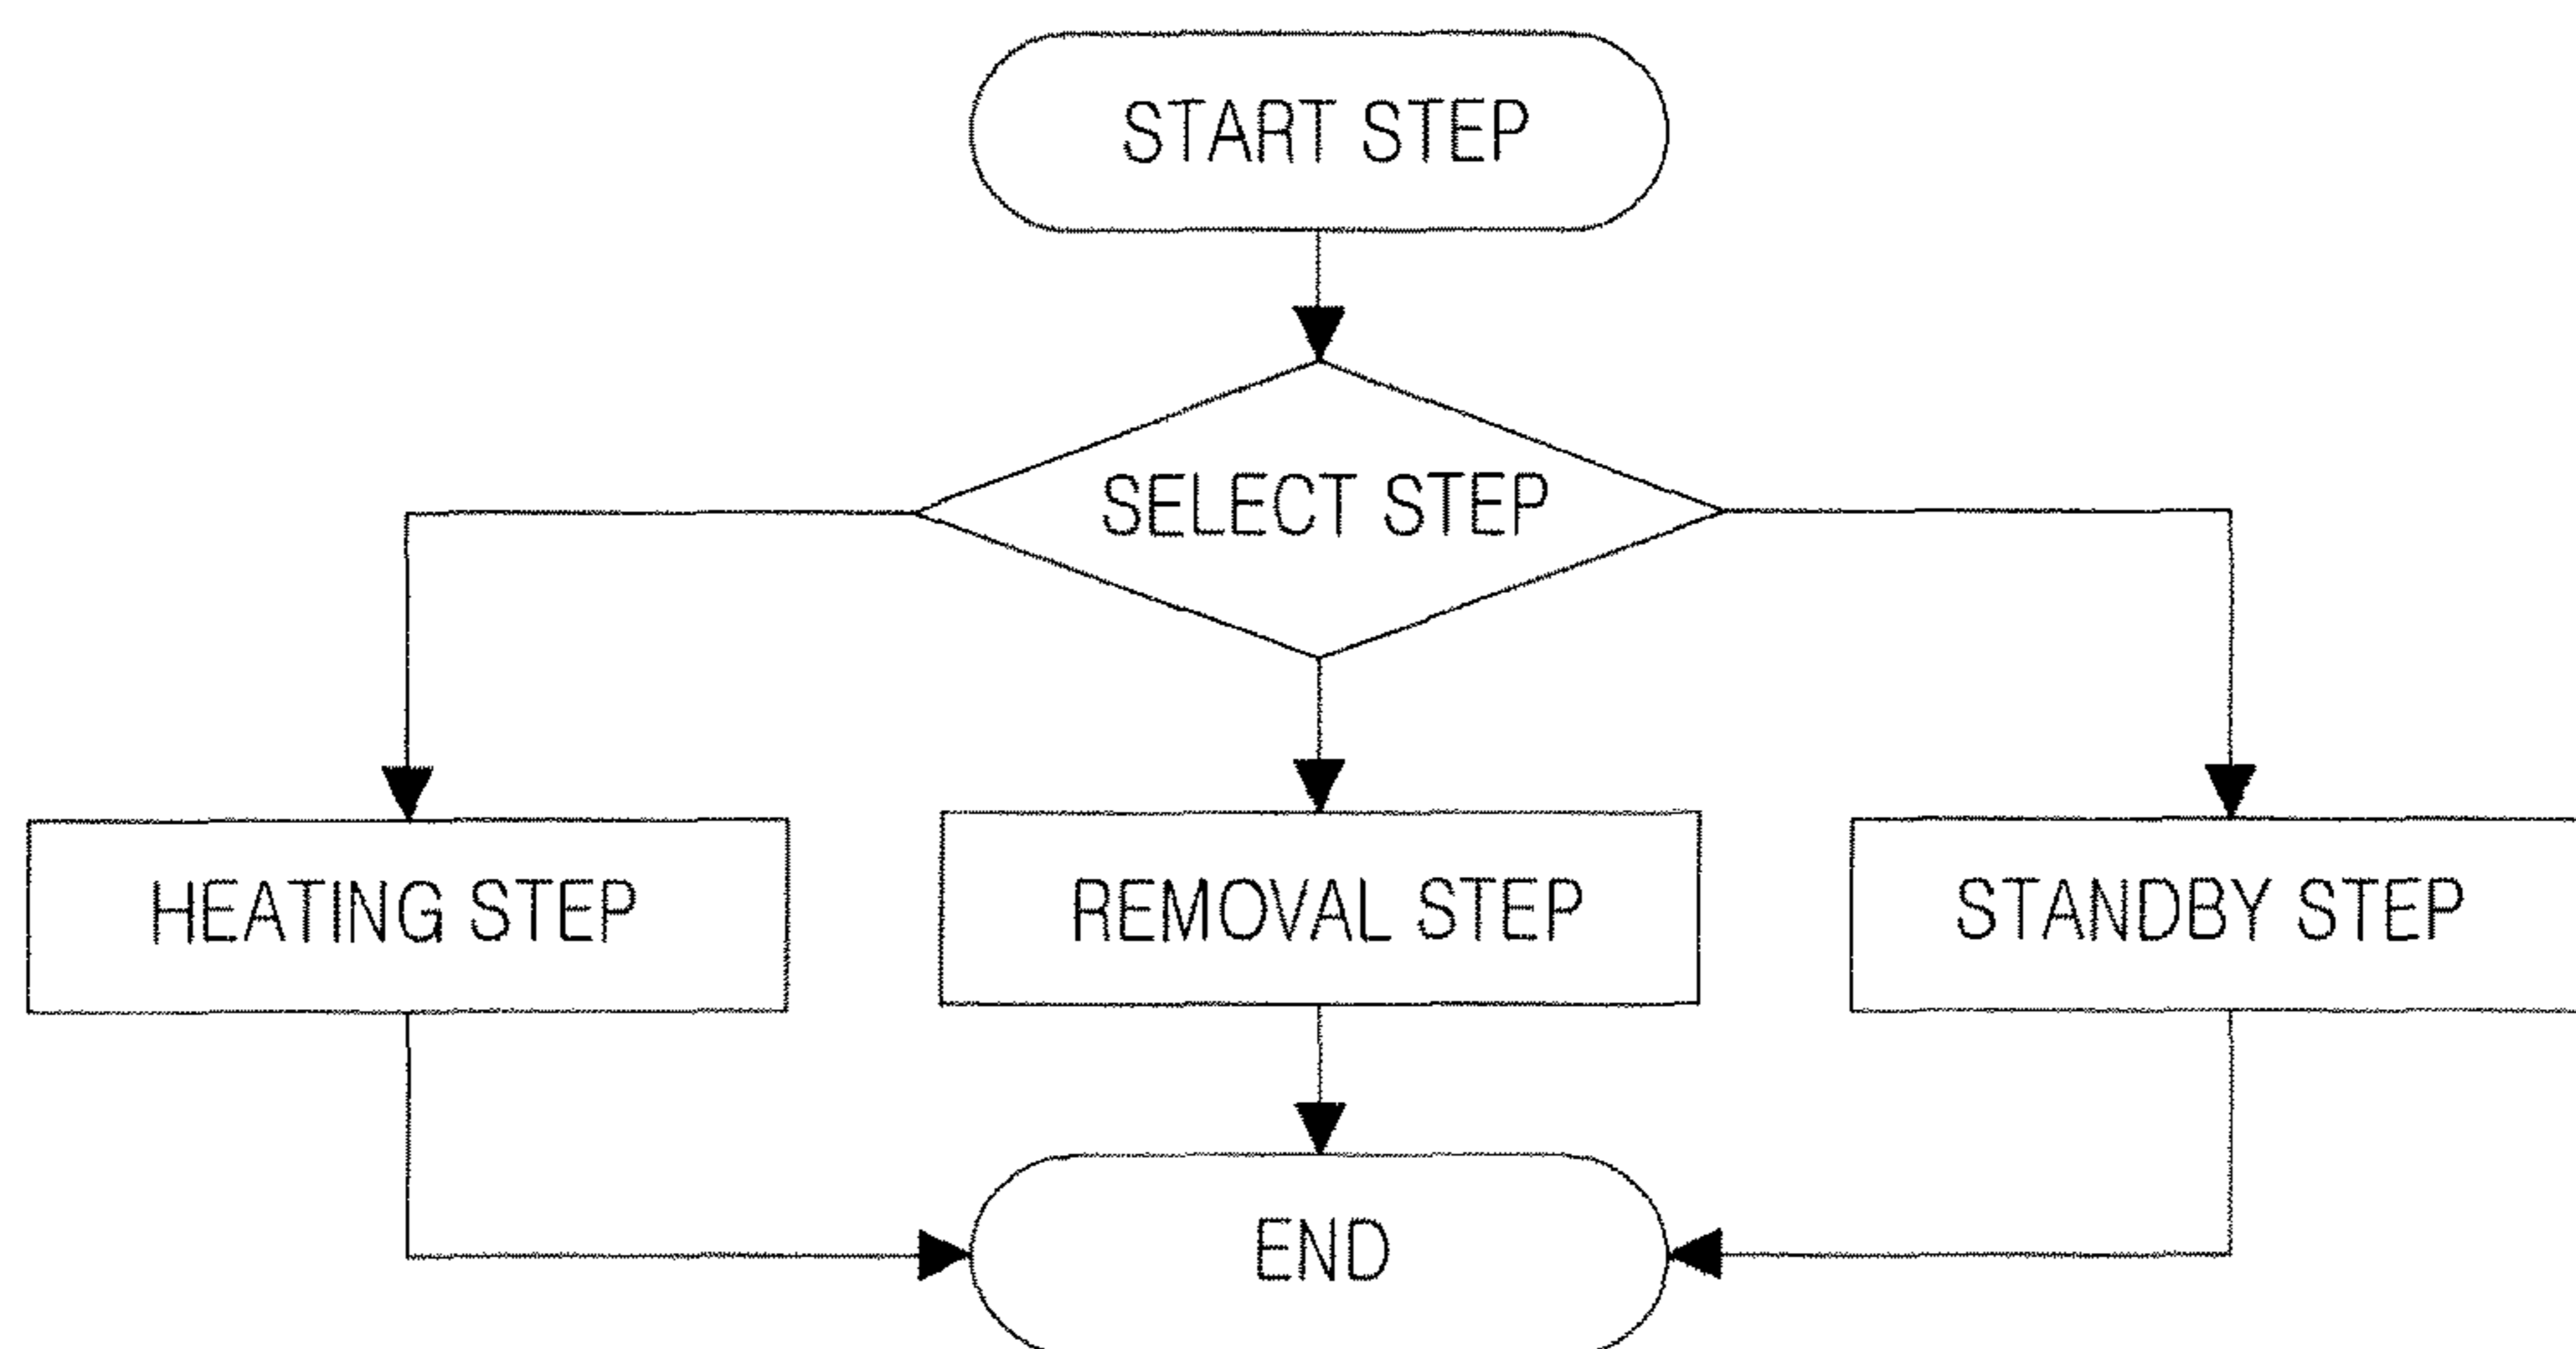 START STEP
SELECT STEP
HEATING STEP
REMOVAL STEP
STANDBY STEP
END